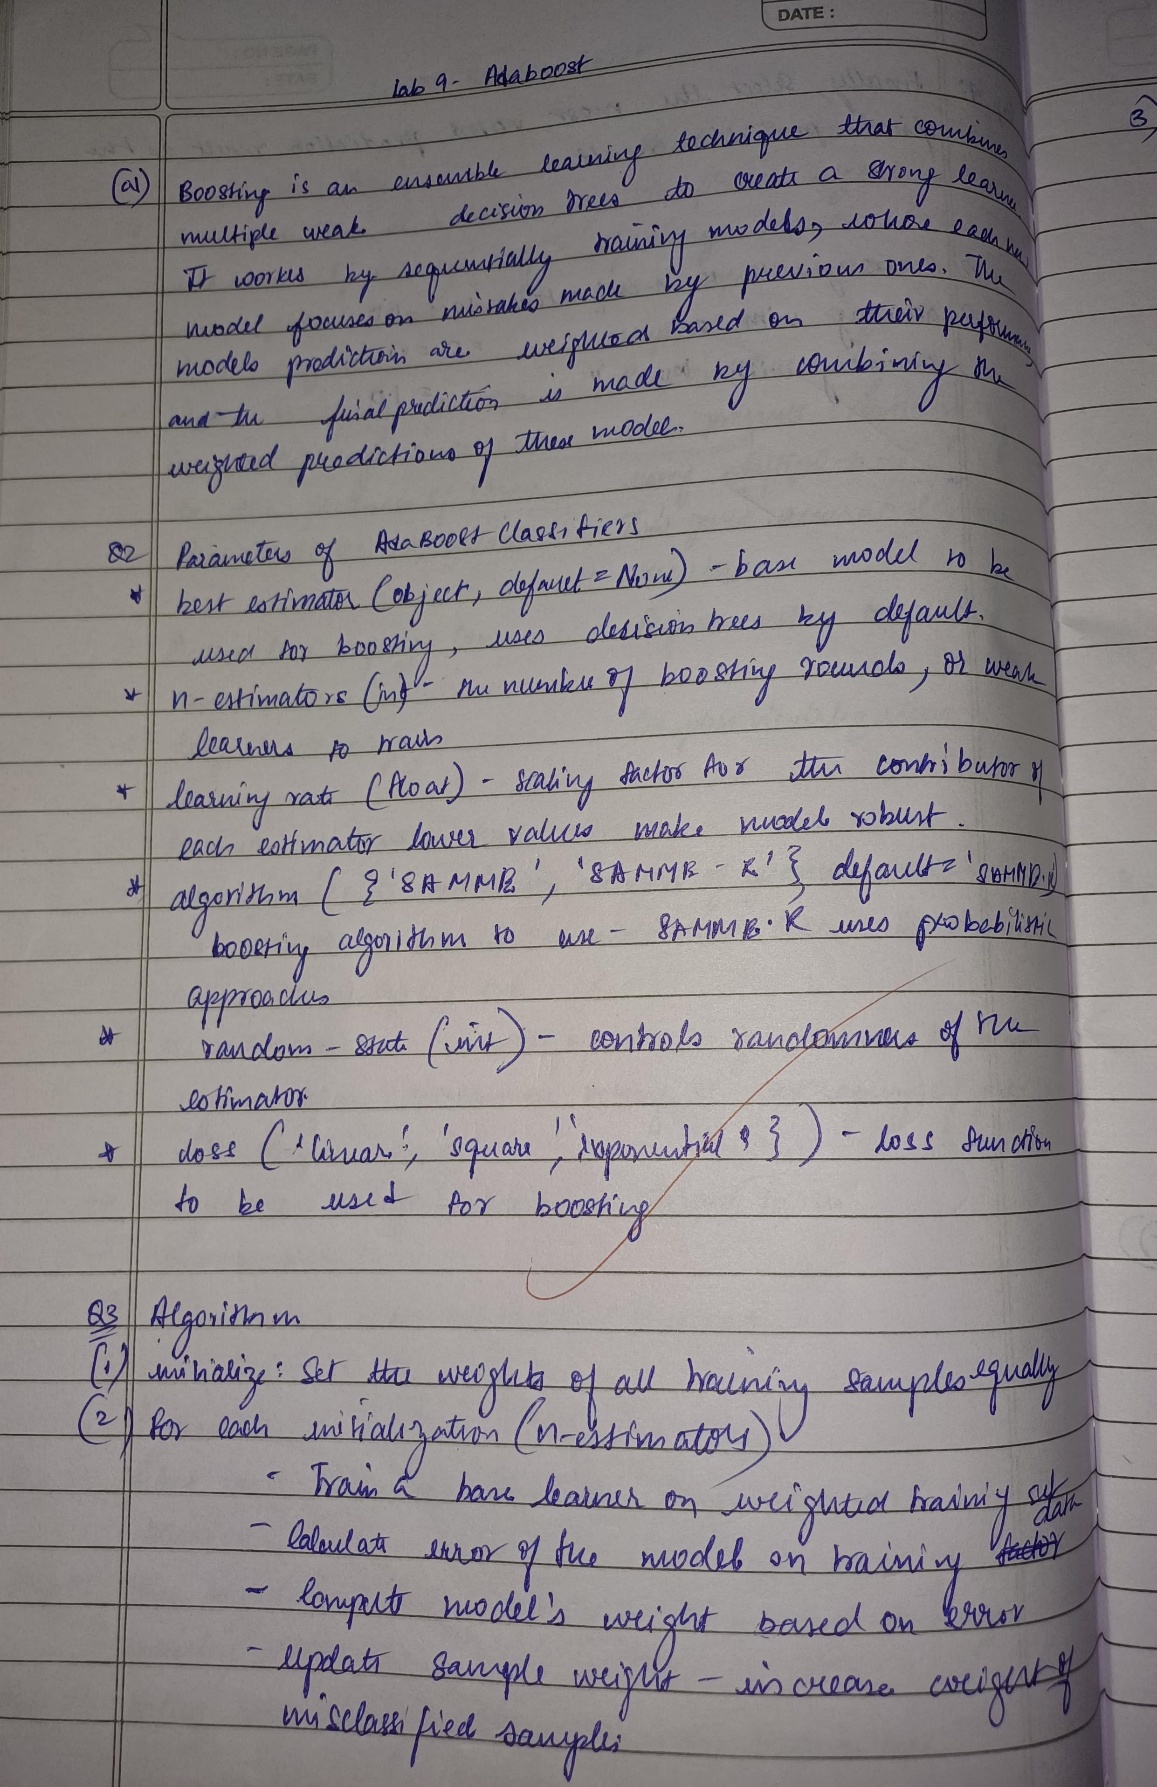 DATE :
Lab 9 - Adaboost
3)
(Q1) Boosting is an ensemble learning technique that combines
multiple weak decision trees to create a strong learner
It workes by sequentially training models, whose each new
model focuses on mistakes made by previous ones. The
models prediction are weighted based on their performance
and the final prediction is made by combining the
weighted predictions of these model.
Q2 Parameters of AdaBoost Classifiers
* best estimator (object, default = None) - base model to be
used for boosting, uses decision trees by default.
* n-estimators (int) - the number of boosting rounds, or weak
learners to train
* learning rate (float) - scaling factor for the contributor of
each estimator lower values make models robust.
* algorithm ( { 'SAMME', 'SAMME - R' } default = 'SAMME.R)
boosting algorithm to use - SAMME.R uses probabilistic
approaches
* random - state (int) - controls randomness of the
estimator
* loss ( 'linear', 'square', 'exponential' } ) - loss function
to be used for boosting
Q3 Algorithm
(1) initialize: Set the weights of all training samples equally
(2) for each initialization (n-estimators)
- Train a base learner on weighted training set
data
- Calculate error of the models on training factor
- Compute model's weight based on error
- update sample weight - increase weight of
misclassified samples